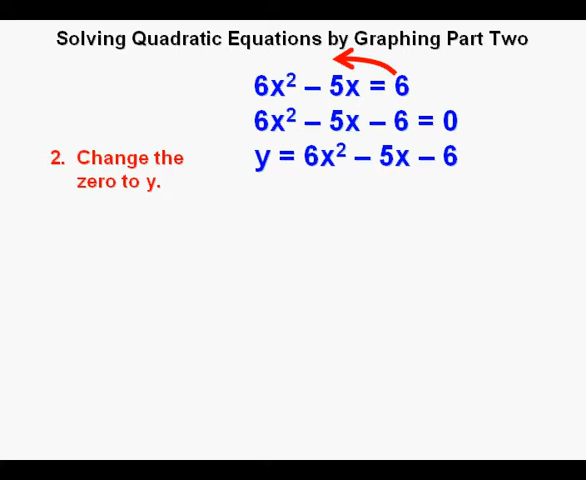 Solving Quadratic Equations by Graphing Part Two
6x² – 5x = 6
6x² – 5x – 6 = 0
2. Change the zero to y.
y = 6x² – 5x – 6